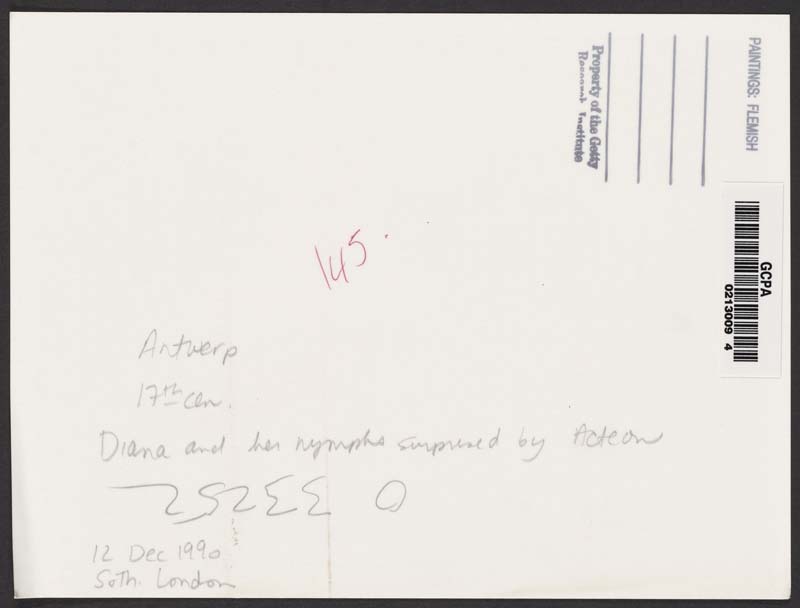 PAINTINGS: FLEMISH
Property of the Getty
Research Institute
GCPA
0213009 4
145.
Antwerp
17th cen.
Diana and her nymphs surprised by Acteon
12 Dec 1990
Soth. London